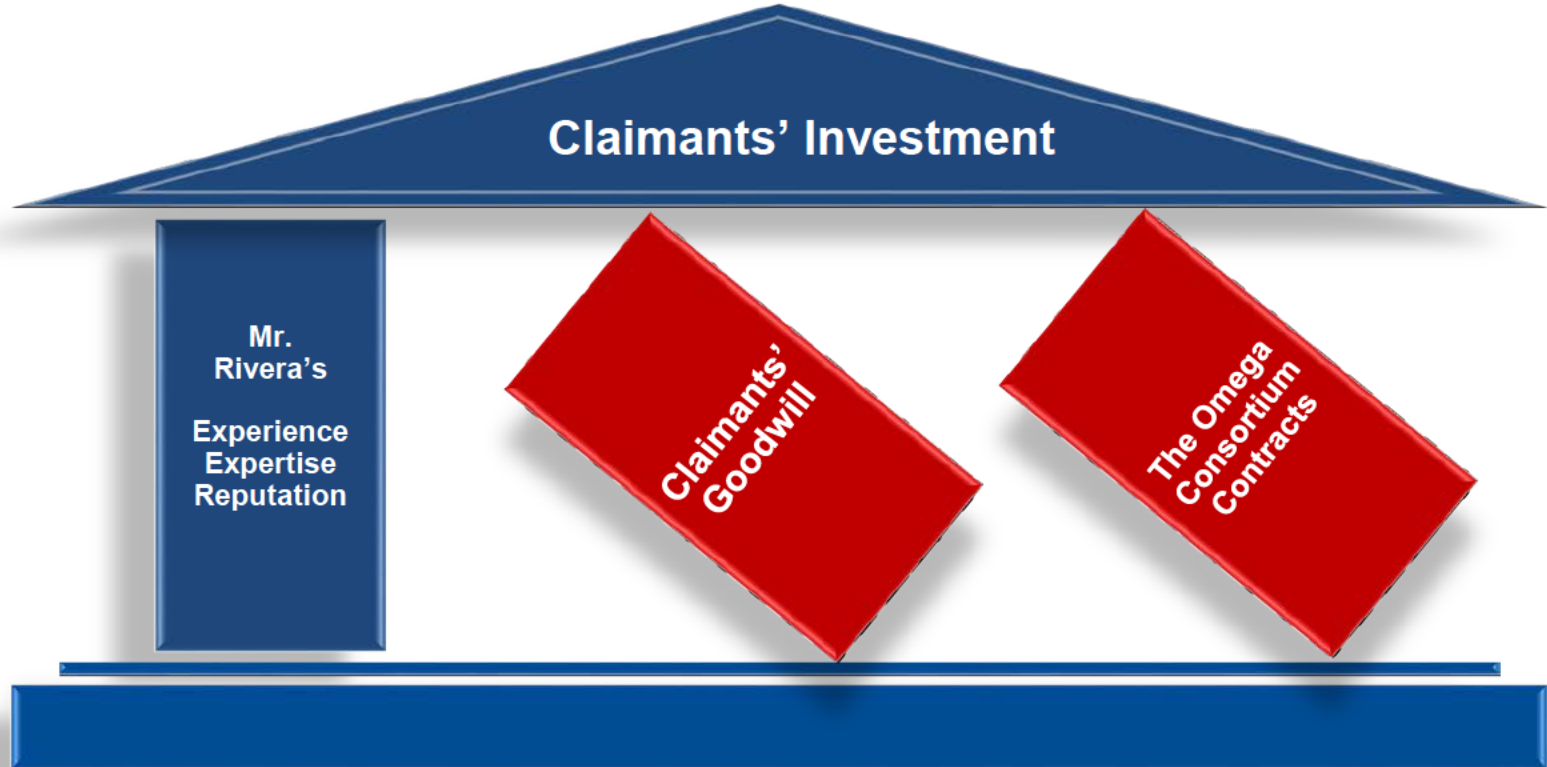 Claimants’ Investment
Mr.
Rivera’s
Experience
Expertise
Reputation
Claimants’
Goodwill
The Omega
Consortium
Contracts